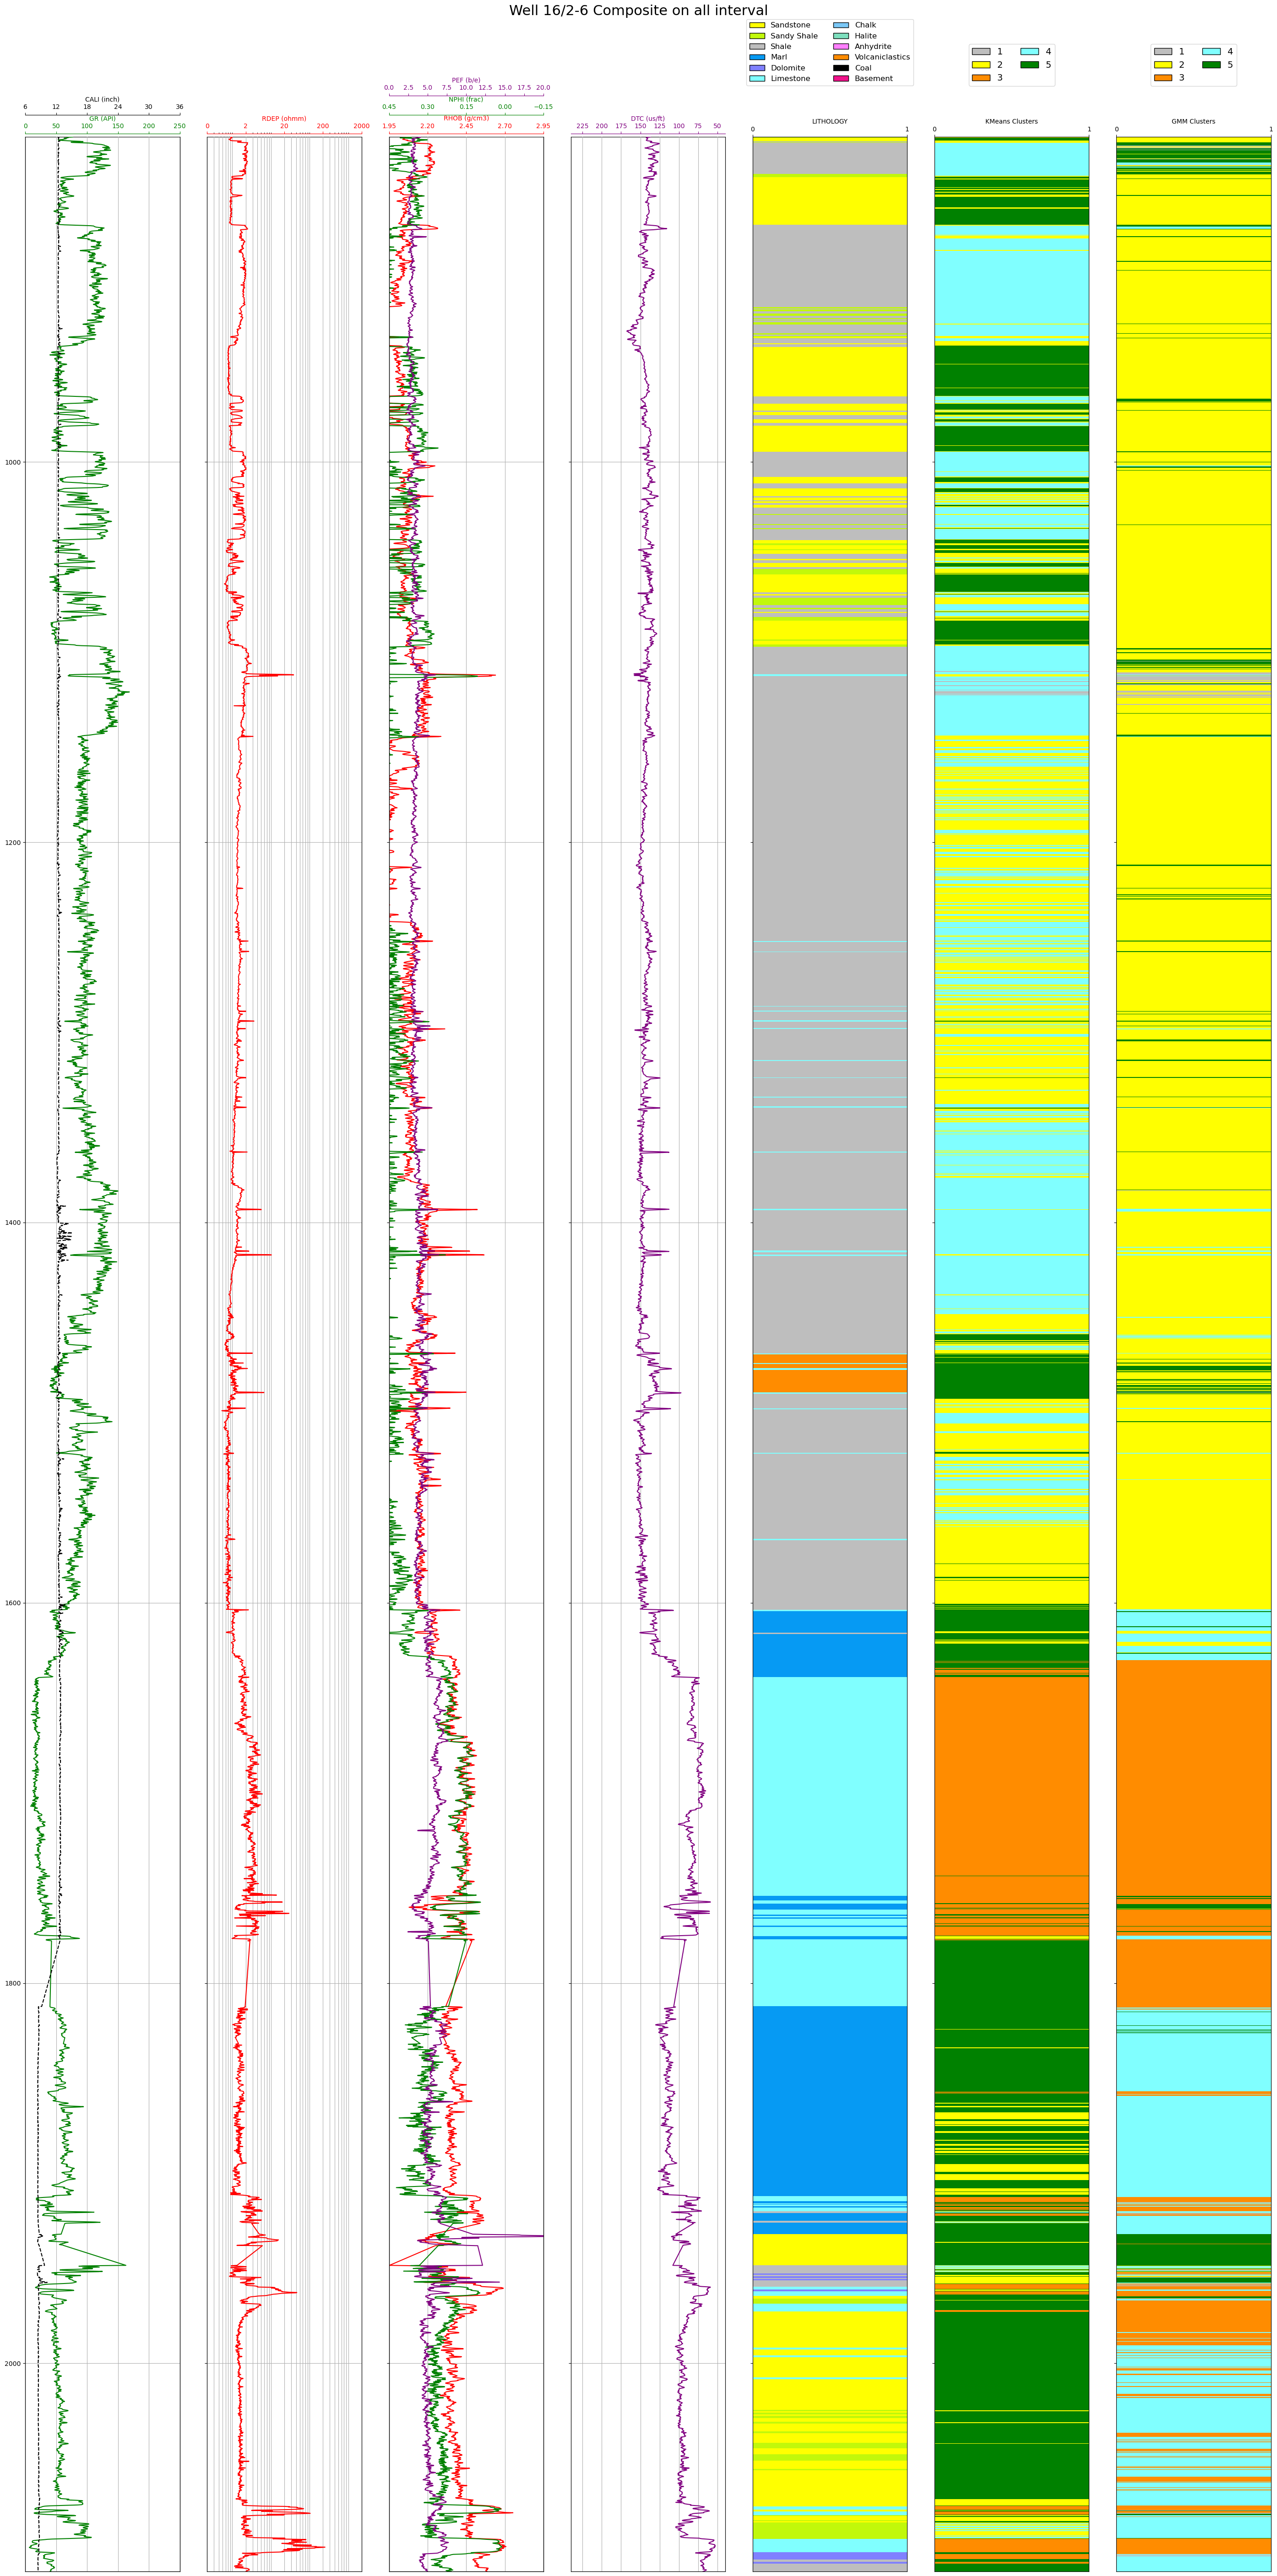 Well 16/2-6 Composite on all interval
Sandstone Chalk
Sandy Shale Halite
Shale Anhydrite
Marl Volcaniclastics
Dolomite Coal
Limestone Basement
1 4
2 5
3
1 4
2 5
3
PEF (b/e)
0.0 2.5 5.0 7.5 10.0 12.5 15.0 17.5 20.0
CALI (inch)
6 12 18 24 30 36
NPHI (frac)
0.45 0.30 0.15 0.00 −0.15
GR (API)
0 50 100 150 200 250
RDEP (ohmm)
0 2 20 200 2000
RHOB (g/cm3)
1.95 2.20 2.45 2.70 2.95
DTC (us/ft)
225 200 175 150 125 100 75 50
LITHOLOGY
0 1
KMeans Clusters
0 1
GMM Clusters
0 1
1000
1200
1400
1600
1800
2000